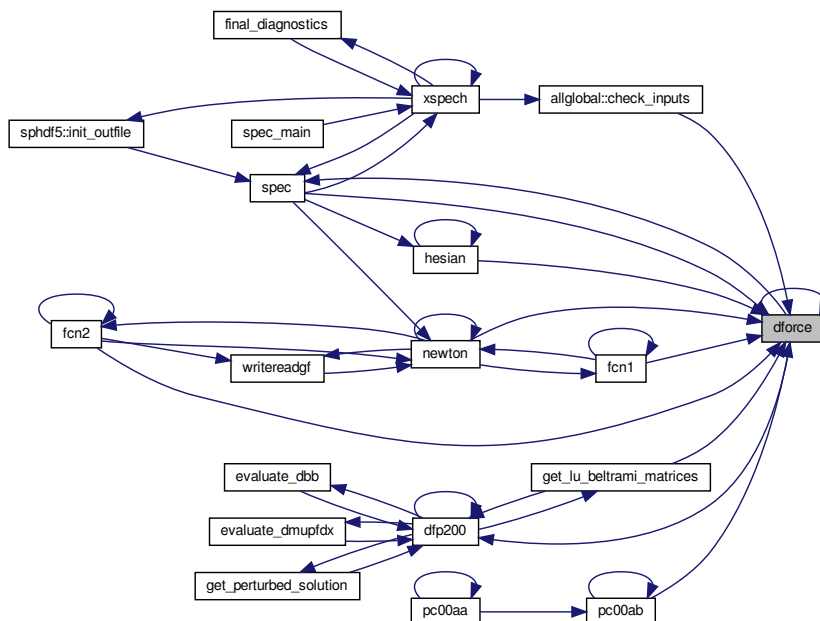 final_diagnostics
xspech
allglobal::check_inputs
sphdf5::init_outfile
spec_main
spec
hesian
dforce
fcn2
newton
writereadgf
fcn1
evaluate_dbb
get_lu_beltrami_matrices
evaluate_dmupfdx
dfp200
get_perturbed_solution
pc00aa
pc00ab